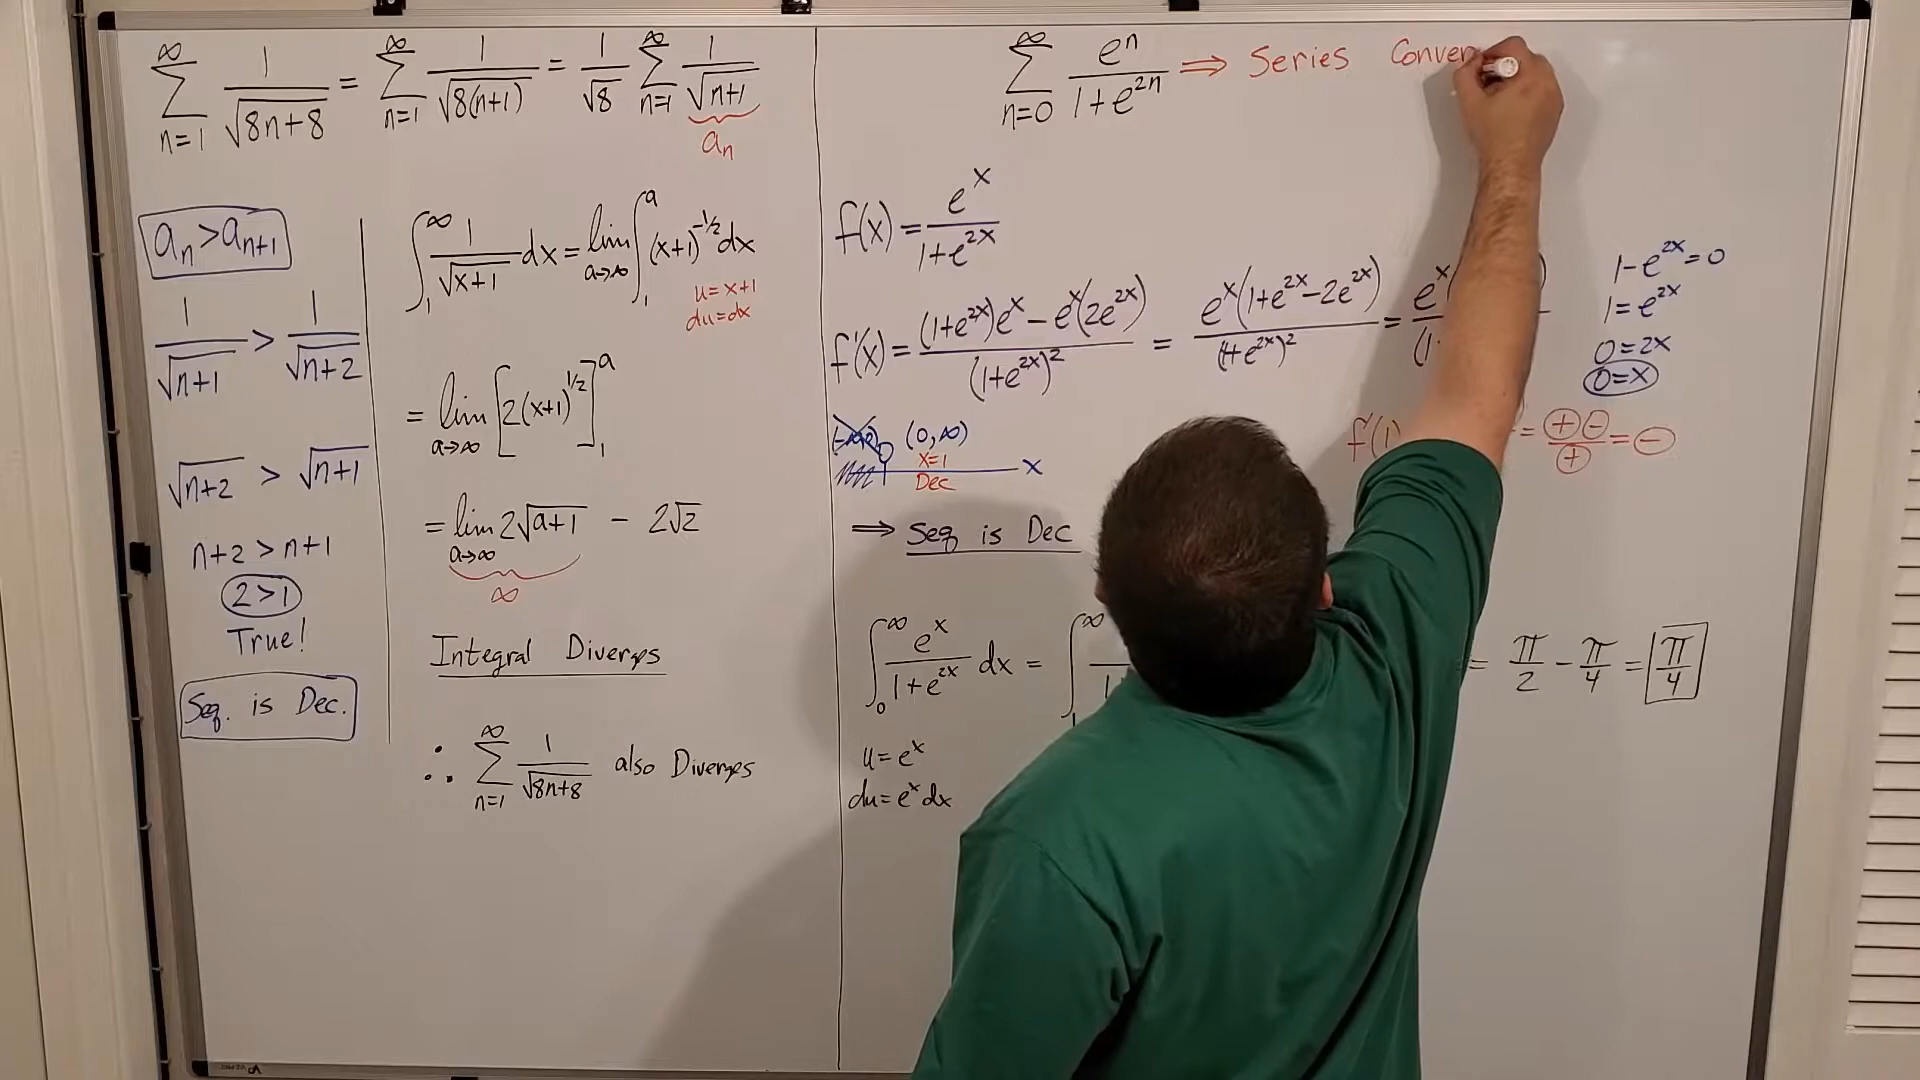 ∑_{n=1}^{∞} 1/√(8n+8) = ∑_{n=1}^{∞} 1/√(8(n+1)) = 1/√8 ∑_{n=1}^{∞} 1/√(n+1)
a_n
a_n > a_{n+1}
1/√(n+1) > 1/√(n+2)
√(n+2) > √(n+1)
n+2 > n+1
2>1
True!
Seq. is Dec.
∫_1^∞ 1/√(x+1) dx = lim_{a→∞} ∫_1^a (x+1)^{-1/2} dx
u = x+1
du = dx
= lim_{a→∞} [2(x+1)^{1/2}]_1^a
= lim_{a→∞} 2√(a+1) - 2√2
∞
Integral Diverges
∴ ∑_{n=1}^{∞} 1/√(8n+8) also Diverges
∑_{n=0}^{∞} e^n/(1+e^{2n}) ⇒ Series Conver
f(x) = e^x/(1+e^{2x})
f'(x) = ((1+e^{2x})e^x - e^x(2e^{2x}))/(1+e^{2x})^2 = e^x(1+e^{2x}-2e^{2x})/(1+e^{2x})^2 = e^x
1-e^{2x}=0
1=e^{2x}
0=2x
0=x
(0,∞)
x=1
x
Dec
f'(1) = (+)(-)/(+) = (-)
⇒ Seq is Dec
∫_0^∞ e^x/(1+e^{2x}) dx = ∫^∞ = π/2 - π/4 = π/4
u = e^x
du = e^x dx